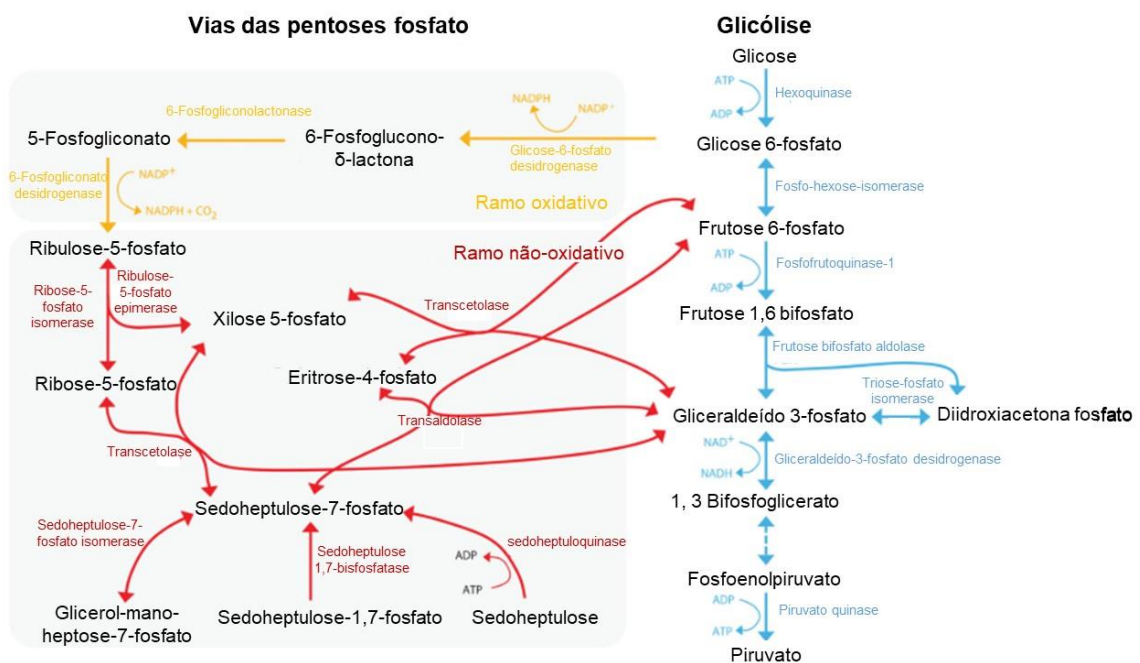 Vias das pentoses fosfato
Glicólise
Glicose
ATP
ADP
Hexoquinase
6-Fosfogliconolactonase
NADPH
NADP+
5-Fosfogliconato
6-Fosfoglucono-
δ-lactona
Glicose-6-fosfato
desidrogenase
Glicose 6-fosfato
6-Fosfogliconato
desidrogenase
NADP+
NADPH + CO2
Ramo oxidativo
Fosfo-hexose-isomerase
Ribulose-5-fosfato
Ramo não-oxidativo
Frutose 6-fosfato
ATP
ADP
Fosfofrutoquinase-1
Ribose-5-
fosfato
isomerase
Ribulose-
5-fosfato
epimerase
Xilose 5-fosfato
Transcetolase
Frutose 1,6 bifosfato
Frutose bifosfato aldolase
Ribose-5-fosfato
Eritrose-4-fosfato
Triose-fosfato
isomerase
Transaldolase
Gliceraldeído 3-fosfato
Diidroxiacetona fosfato
Transcetolase
NAD+
NADH
Gliceraldeído-3-fosfato desidrogenase
Sedoheptulose-7-fosfato
1, 3 Bifosfoglicerato
Sedoheptulose-7-
fosfato isomerase
Sedoheptulose
1,7-bisfosfatase
sedoheptuloquinase
ADP
ATP
Fosfoenolpiruvato
ADP
ATP
Piruvato quinase
Glicerol-mano-
heptose-7-fosfato
Sedoheptulose-1,7-fosfato
Sedoheptulose
Piruvato